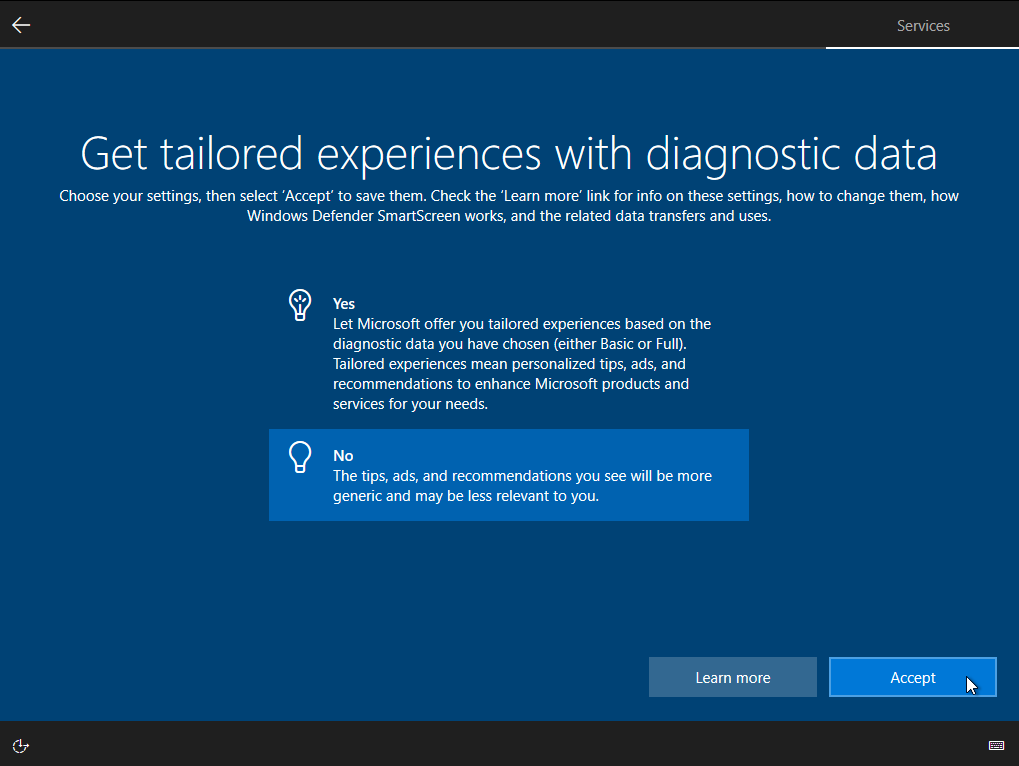 Services
Get tailored experiences with diagnostic data
Choose your settings, then select ‘Accept’ to save them. Check the ‘Learn more’ link for info on these settings, how to change them, how
Windows Defender SmartScreen works, and the related data transfers and uses.
Yes
Let Microsoft offer you tailored experiences based on the
diagnostic data you have chosen (either Basic or Full).
Tailored experiences mean personalized tips, ads, and
recommendations to enhance Microsoft products and
services for your needs.
No
The tips, ads, and recommendations you see will be more
generic and may be less relevant to you.
Learn more
Accept